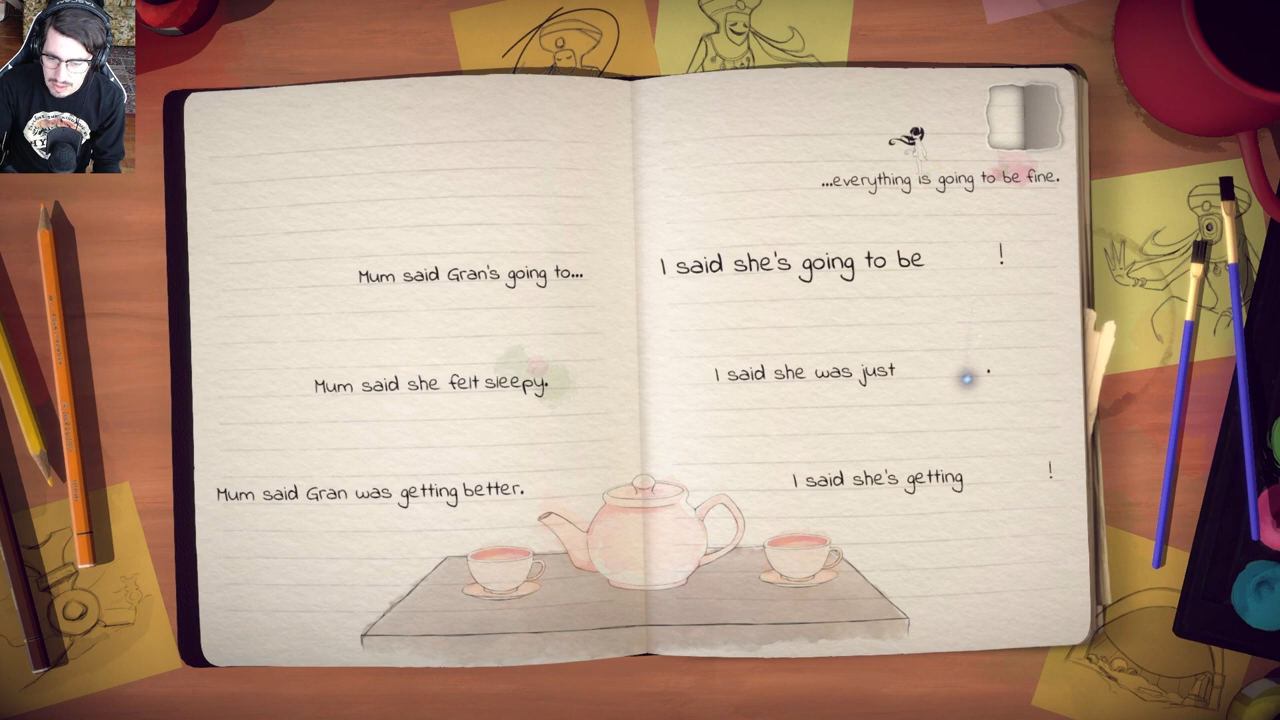 ...everything is going to be fine.
Mum said Gran's going to...
I said she's going to be !
Mum said she felt sleepy.
I said she was just .
Mum said Gran was getting better.
I said she's getting !